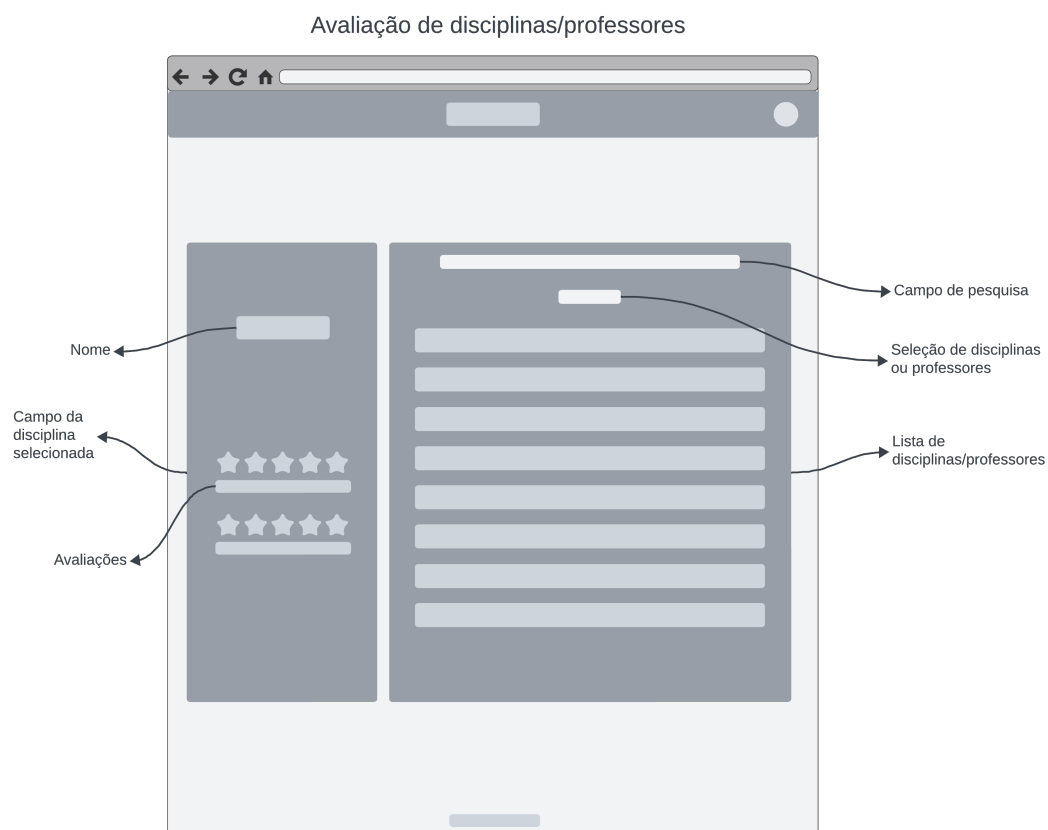 Avaliação de disciplinas/professores
Campo de pesquisa
Nome
Seleção de disciplinas
ou professores
Campo da
disciplina
selecionada
Lista de
disciplinas/professores
Avaliações